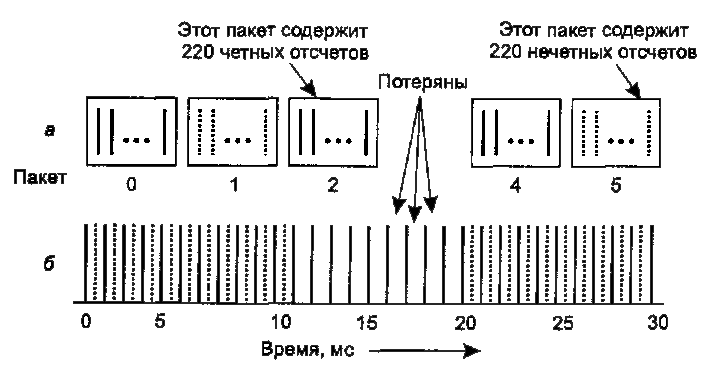 Этот пакет содержит
220 четных отсчетов
Этот пакет содержит
220 нечетных отсчетов
Потеряны
а
Пакет 0 1 2 4 5
б
0 5 10 15 20 25 30
Время, мс